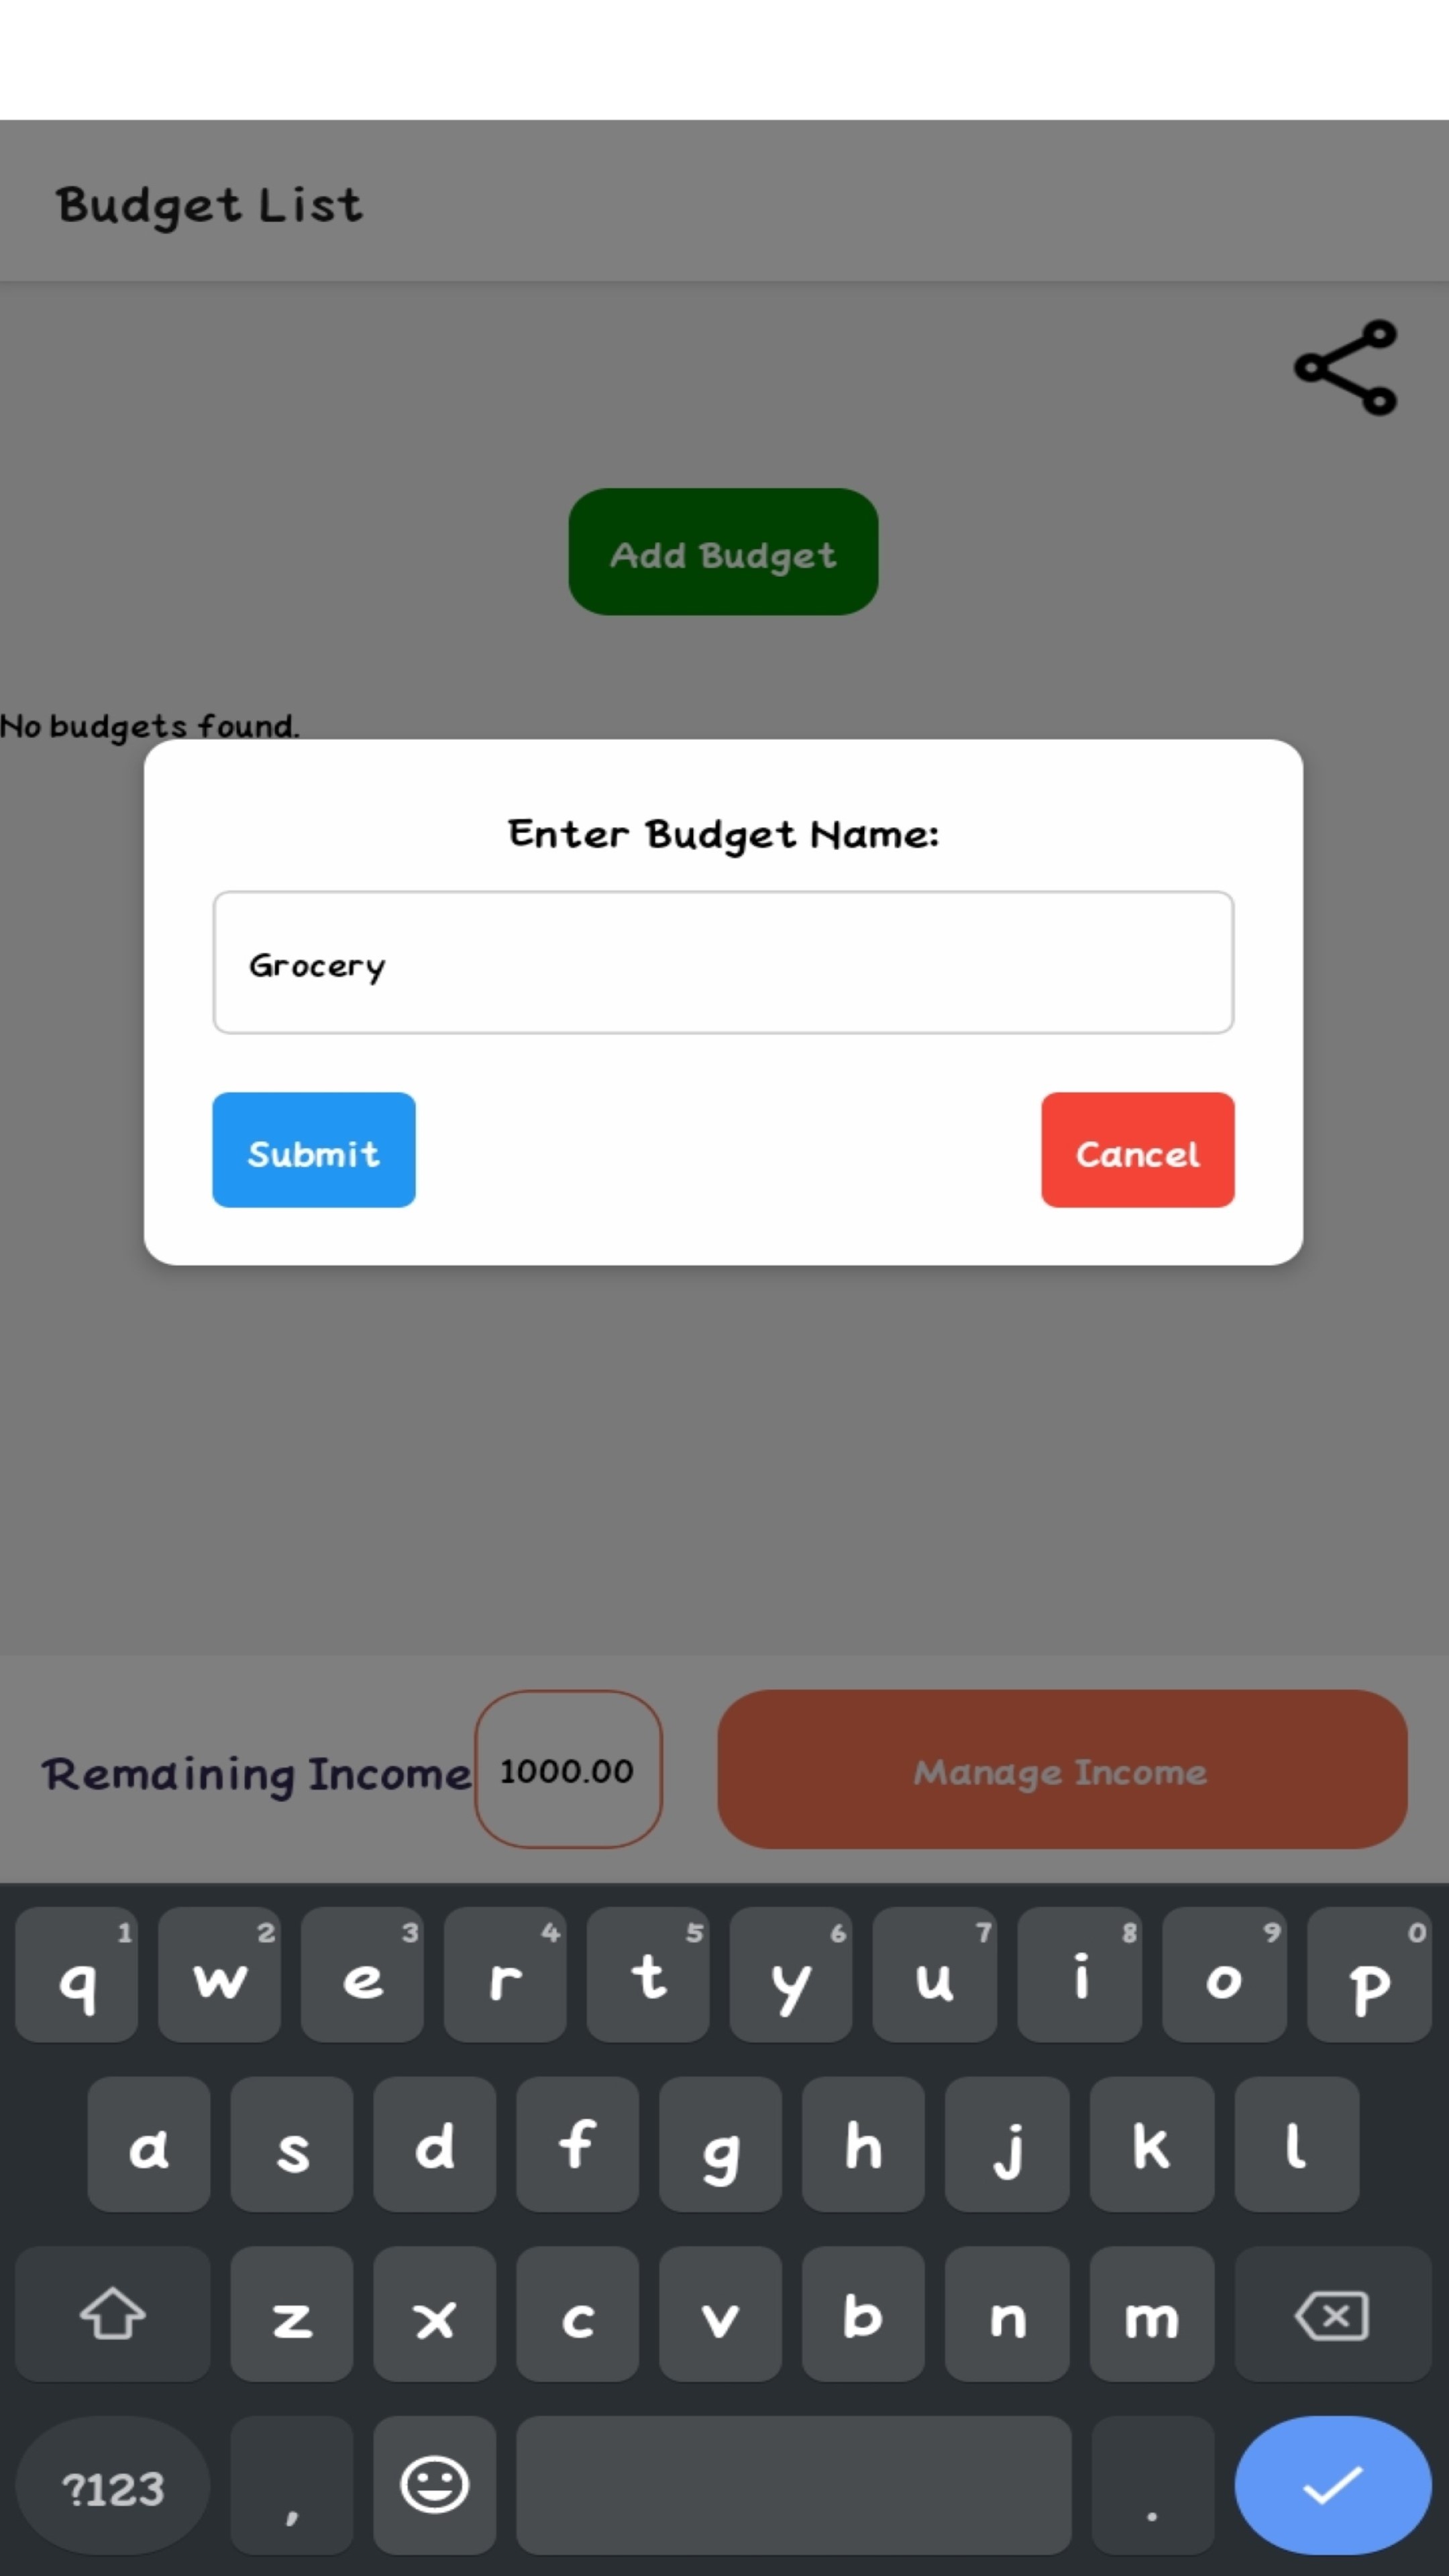 Budget List
Add Budget
No budgets found.
Enter Budget Name:
Grocery
Submit Cancel
Remaining Income 1000.00 Manage Income
1 2 3 4 5 6 7 8 9 0
q w e r t y u i o p
a s d f g h j k l
z x c v b n m
?123 , .